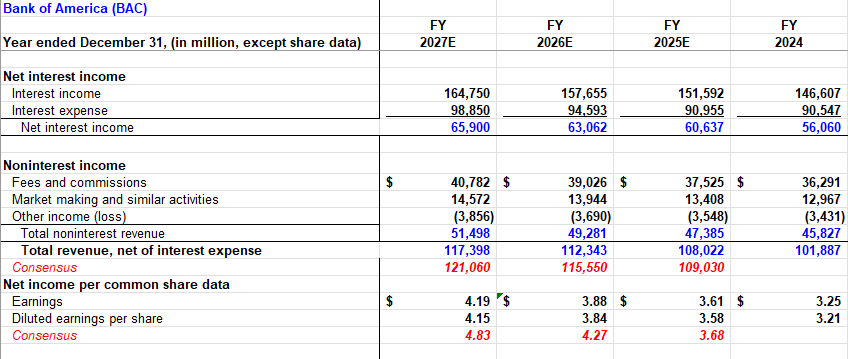 Bank of America (BAC)
FY FY FY FY
Year ended December 31, (in million, except share data) 2027E 2026E 2025E 2024
Net interest income
Interest income 164,750 157,655 151,592 146,607
Interest expense 98,850 94,593 90,955 90,547
Net interest income 65,900 63,062 60,637 56,060
Noninterest income
Fees and commissions $ 40,782 $ 39,026 $ 37,525 $ 36,291
Market making and similar activities 14,572 13,944 13,408 12,967
Other income (loss) (3,856) (3,690) (3,548) (3,431)
Total noninterest revenue 51,498 49,281 47,385 45,827
Total revenue, net of interest expense 117,398 112,343 108,022 101,887
Consensus 121,060 115,550 109,030
Net income per common share data
Earnings $ 4.19 $ 3.88 $ 3.61 $ 3.25
Diluted earnings per share 4.15 3.84 3.58 3.21
Consensus 4.83 4.27 3.68